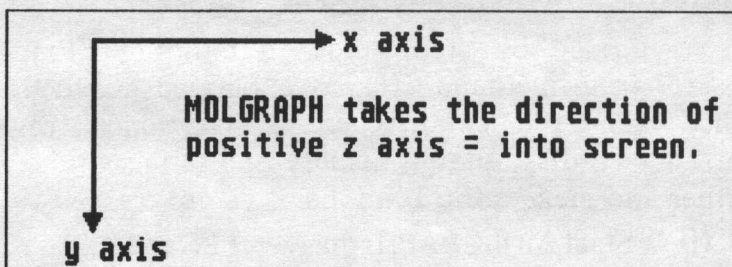 x axis
MOLGRAPH takes the direction of
positive z axis = into screen.
y axis